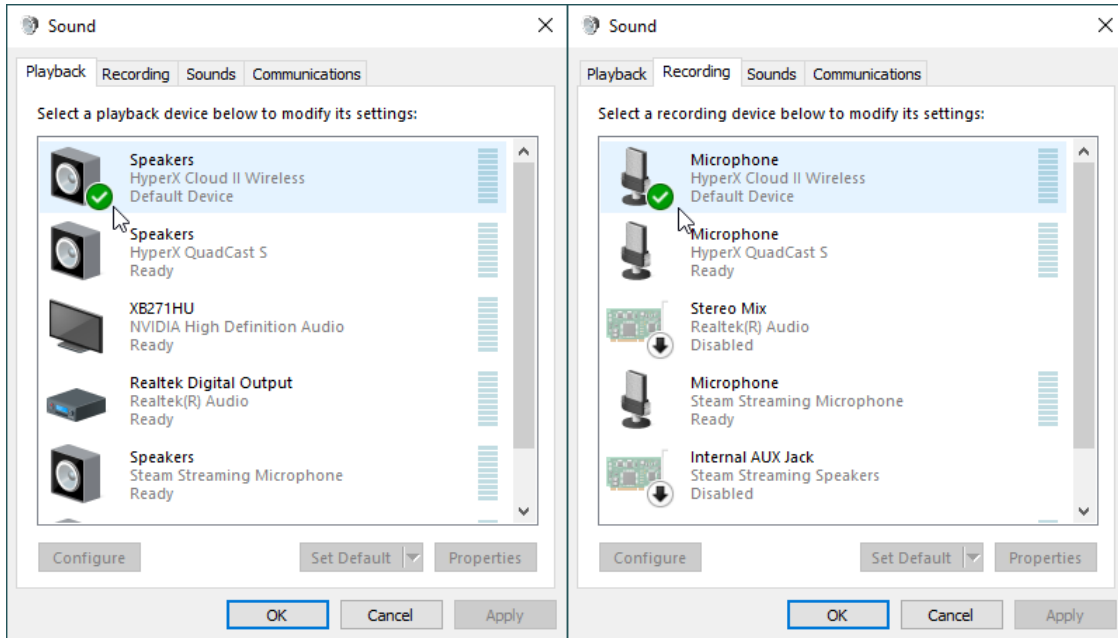 Sound
Playback Recording Sounds Communications
Select a playback device below to modify its settings:
Speakers
HyperX Cloud II Wireless
Default Device
Speakers
HyperX QuadCast S
Ready
XB271HU
NVIDIA High Definition Audio
Ready
Realtek Digital Output
Realtek(R) Audio
Ready
Speakers
Steam Streaming Microphone
Ready
Configure Set Default Properties
OK Cancel Apply
Sound
Playback Recording Sounds Communications
Select a recording device below to modify its settings:
Microphone
HyperX Cloud II Wireless
Default Device
Microphone
HyperX QuadCast S
Ready
Stereo Mix
Realtek(R) Audio
Disabled
Microphone
Steam Streaming Microphone
Ready
Internal AUX Jack
Steam Streaming Speakers
Disabled
Configure Set Default Properties
OK Cancel Apply